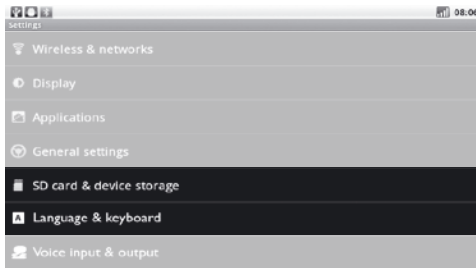 08:06
Settings
Wireless & networks
Display
Applications
General settings
SD card & device storage
A Language & keyboard
Voice input & output